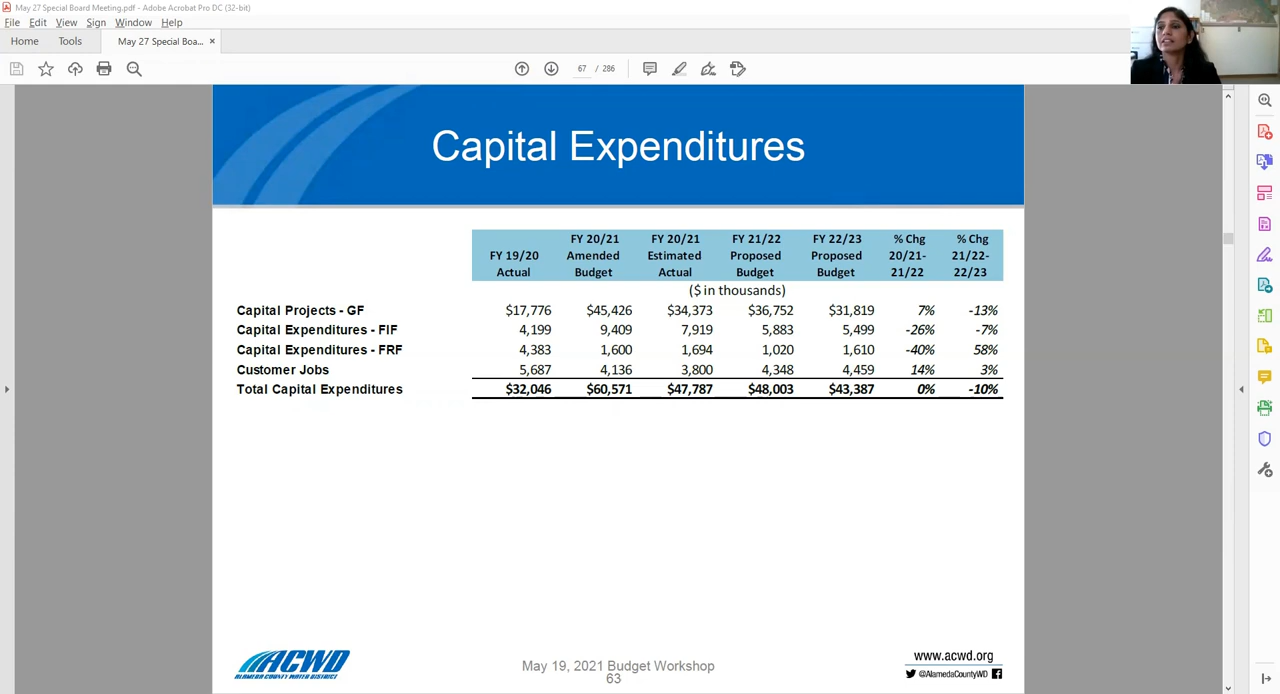 May 27 Special Board Meeting.pdf - Adobe Acrobat Pro DC (32-bit)
File Edit View Sign Window Help
Home Tools May 27 Special Boa... ×
67 / 286
Capital Expenditures
FY 19/20 Actual FY 20/21 Amended Budget FY 20/21 Estimated Actual FY 21/22 Proposed Budget FY 22/23 Proposed Budget % Chg 20/21-21/22 % Chg 21/22-22/23
($ in thousands)
Capital Projects - GF $17,776 $45,426 $34,373 $36,752 $31,819 7% -13%
Capital Expenditures - FIF 4,199 9,409 7,919 5,883 5,499 -26% -7%
Capital Expenditures - FRF 4,383 1,600 1,694 1,020 1,610 -40% 58%
Customer Jobs 5,687 4,136 3,800 4,348 4,459 14% 3%
Total Capital Expenditures $32,046 $60,571 $47,787 $48,003 $43,387 0% -10%
ACWD
ALAMEDA COUNTY WATER DISTRICT
May 19, 2021 Budget Workshop
63
www.acwd.org
@AlamedaCountyWD